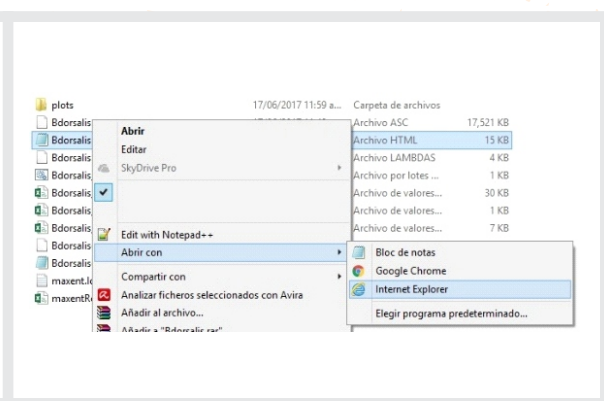 plots 17/06/2017 11:59 a... Carpeta de archivos
Bdorsalis Archivo ASC 17,521 KB
Bdorsalis Archivo HTML 15 KB
Bdorsalis Archivo LAMBDAS 4 KB
Bdorsalis Archivo por lotes ... 1 KB
Bdorsalis Archivo de valores... 30 KB
Bdorsalis Archivo de valores... 1 KB
Bdorsalis Archivo de valores... 7 KB
Bdorsalis
Bdorsalis
maxent.lo
maxentRe
Abrir
Editar
SkyDrive Pro
Edit with Notepad++
Abrir con
Compartir con
Analizar ficheros seleccionados con Avira
Añadir al archivo...
Añadir a "Bdorsalis.rar"
Bloc de notas
Google Chrome
Internet Explorer
Elegir programa predeterminado...